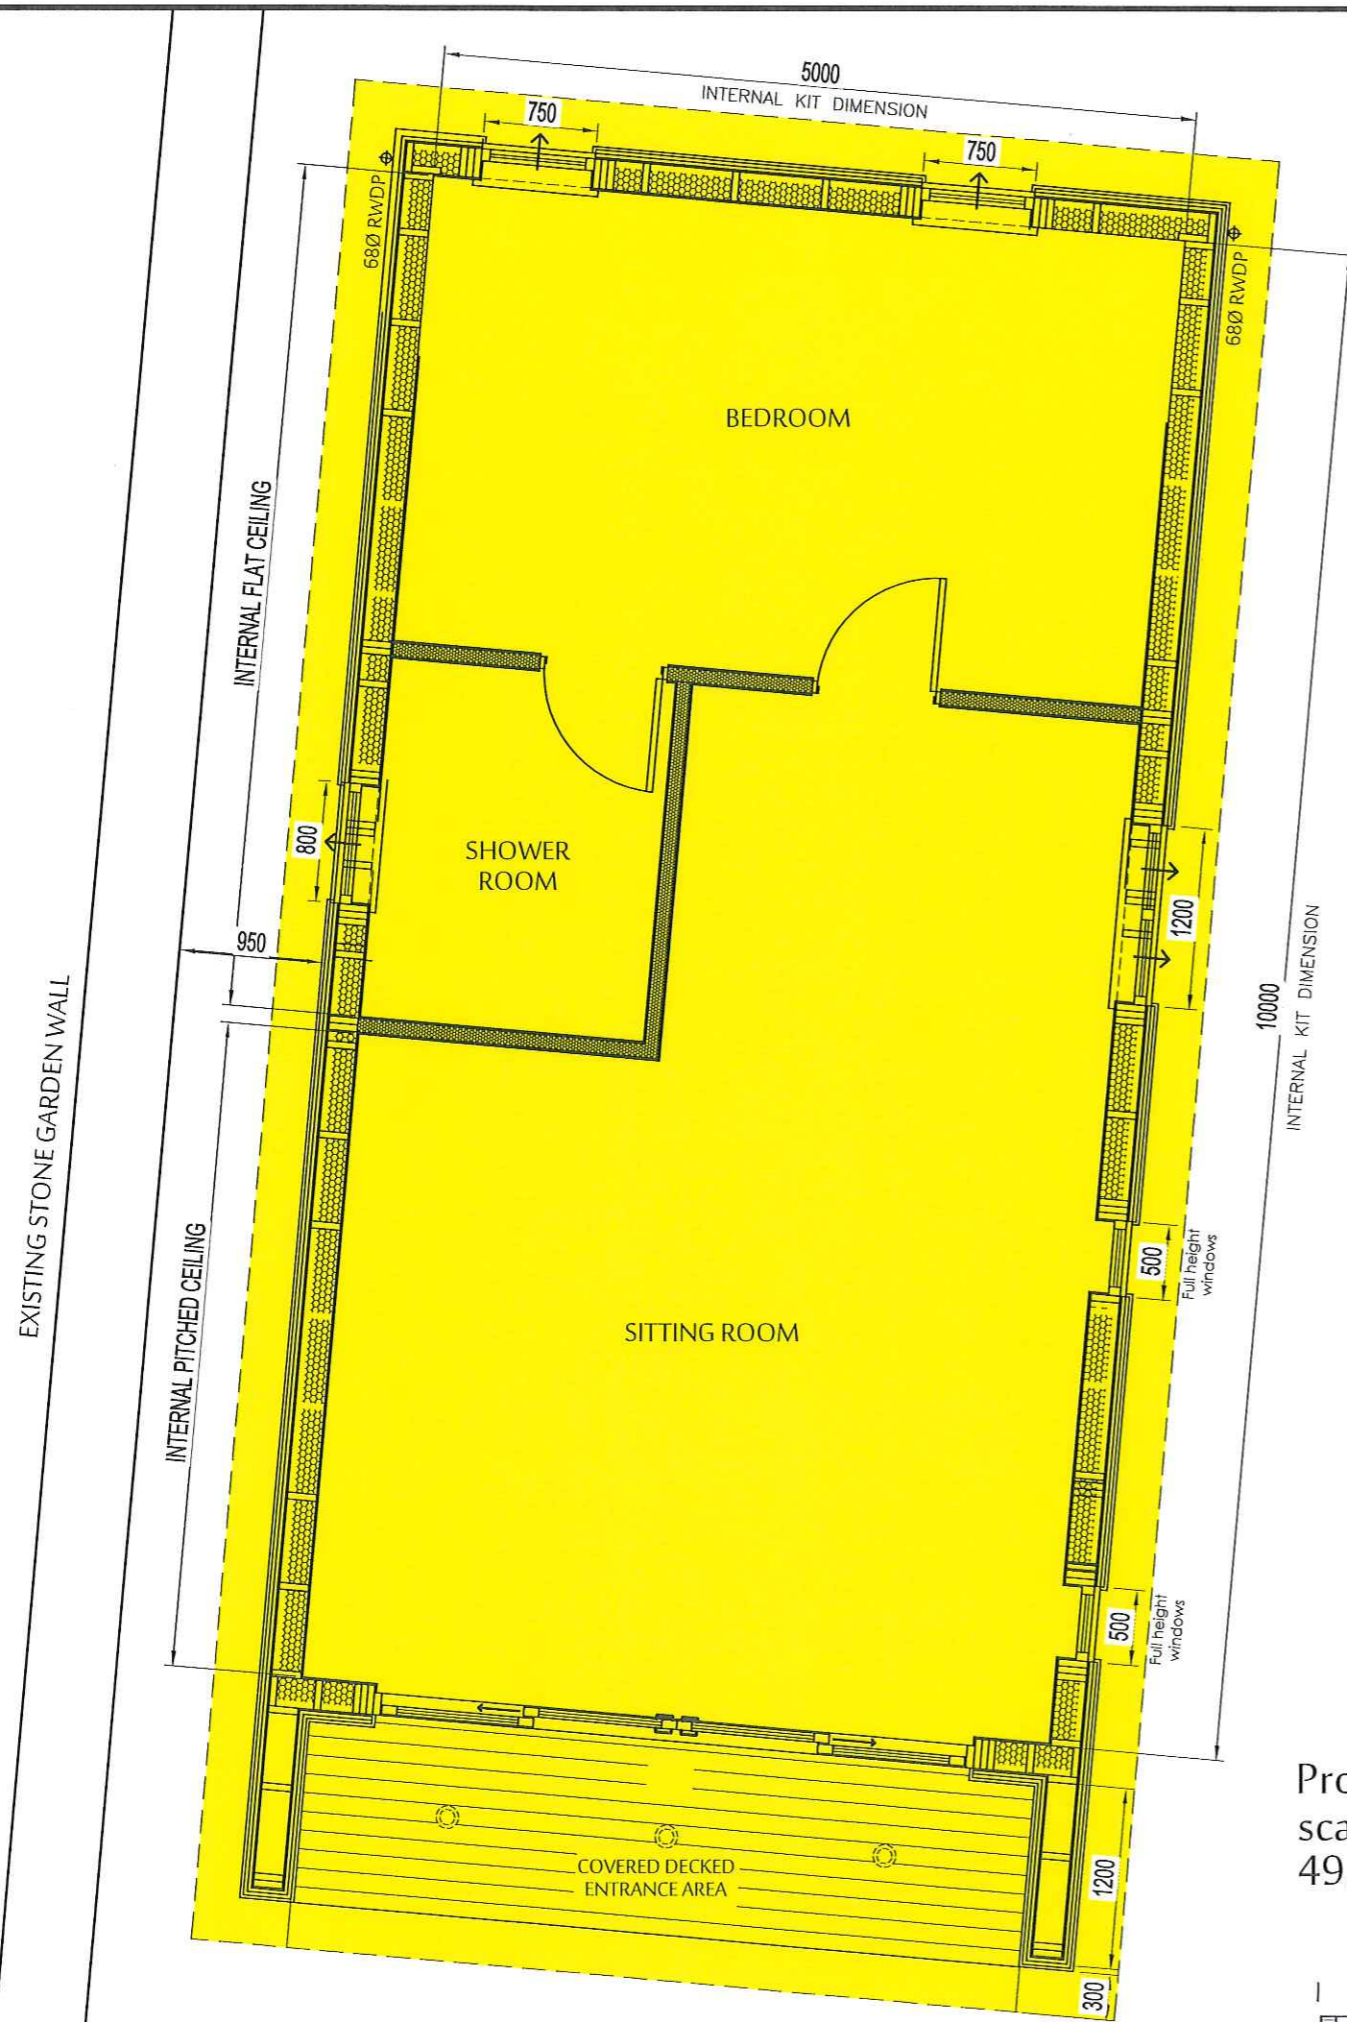 5000
INTERNAL KIT DIMENSION
750
750
68Ø RWDP
68Ø RWDP
BEDROOM
INTERNAL FLAT CEILING
SHOWER
ROOM
800
1200
950
10000
INTERNAL KIT DIMENSION
EXISTING STONE GARDEN WALL
INTERNAL PITCHED CEILING
500
Full height
windows
SITTING ROOM
500
Full height
windows
COVERED DECKED
ENTRANCE AREA
1200
300
Pro
sca
49